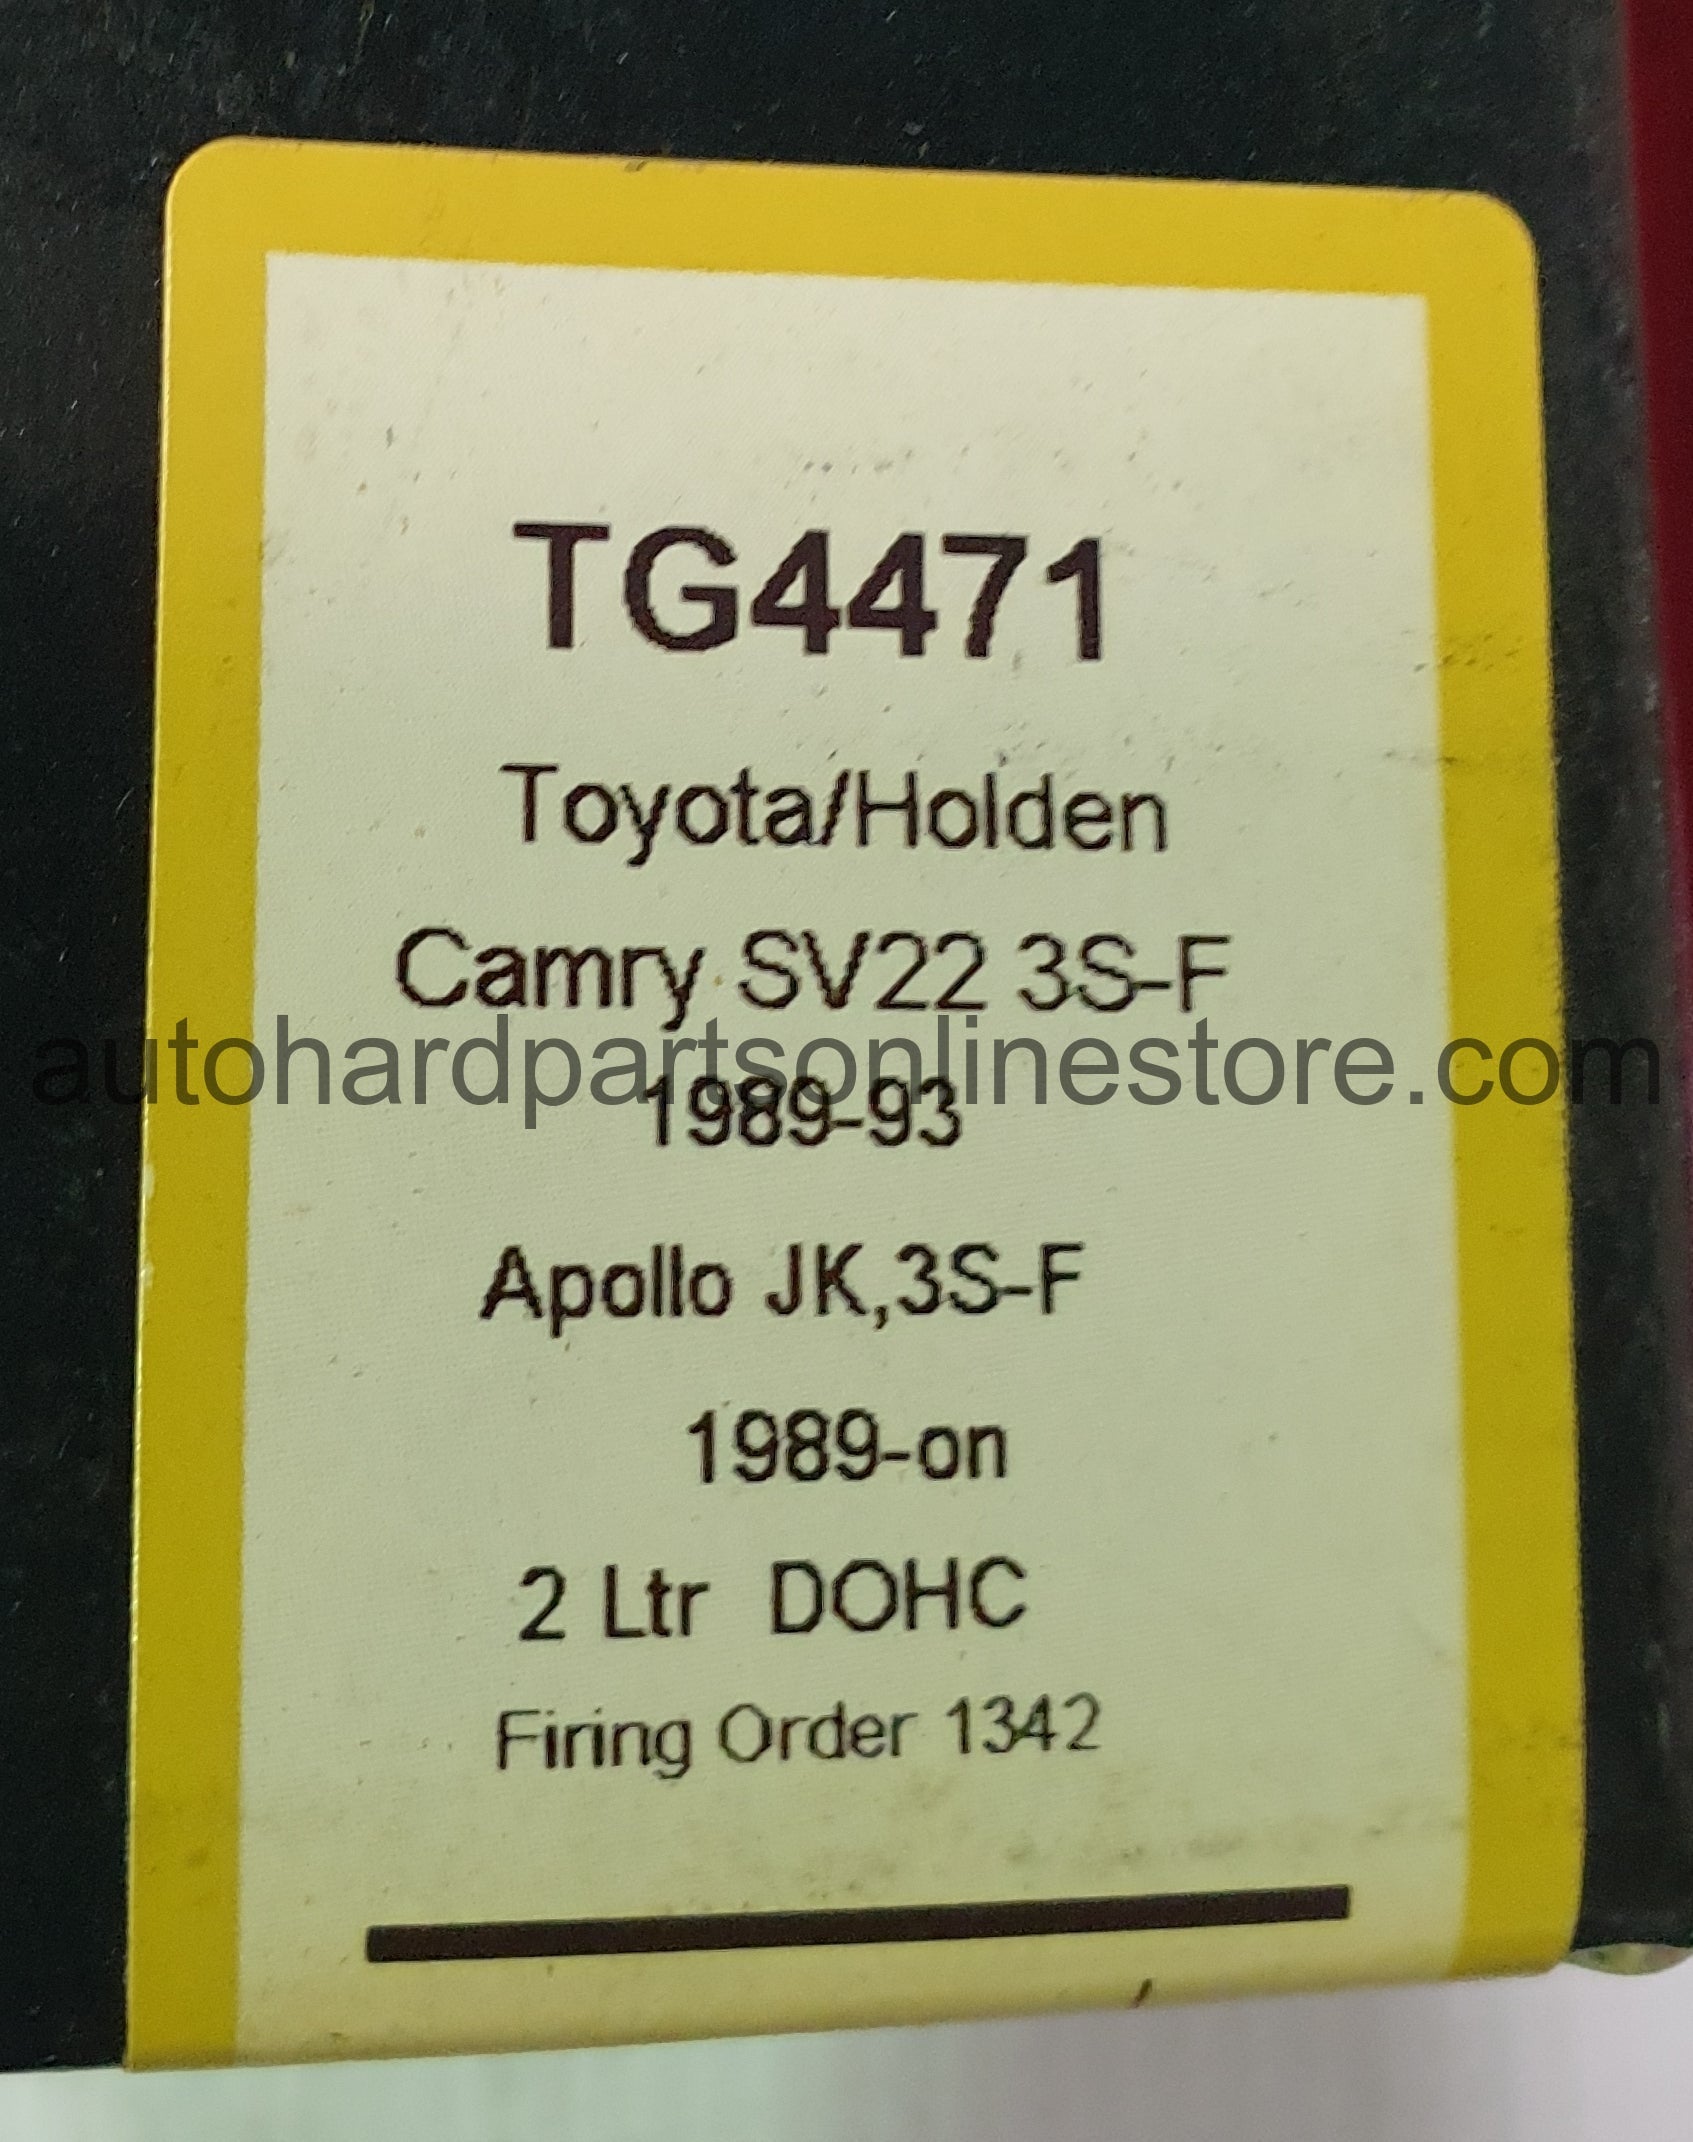 TG4471
Toyota/Holden
Camry SV22 3S-F
autohardpartsonlinestore.com
1989-93
Apollo JK,3S-F
1989-on
2 Ltr DOHC
Firing Order 1342